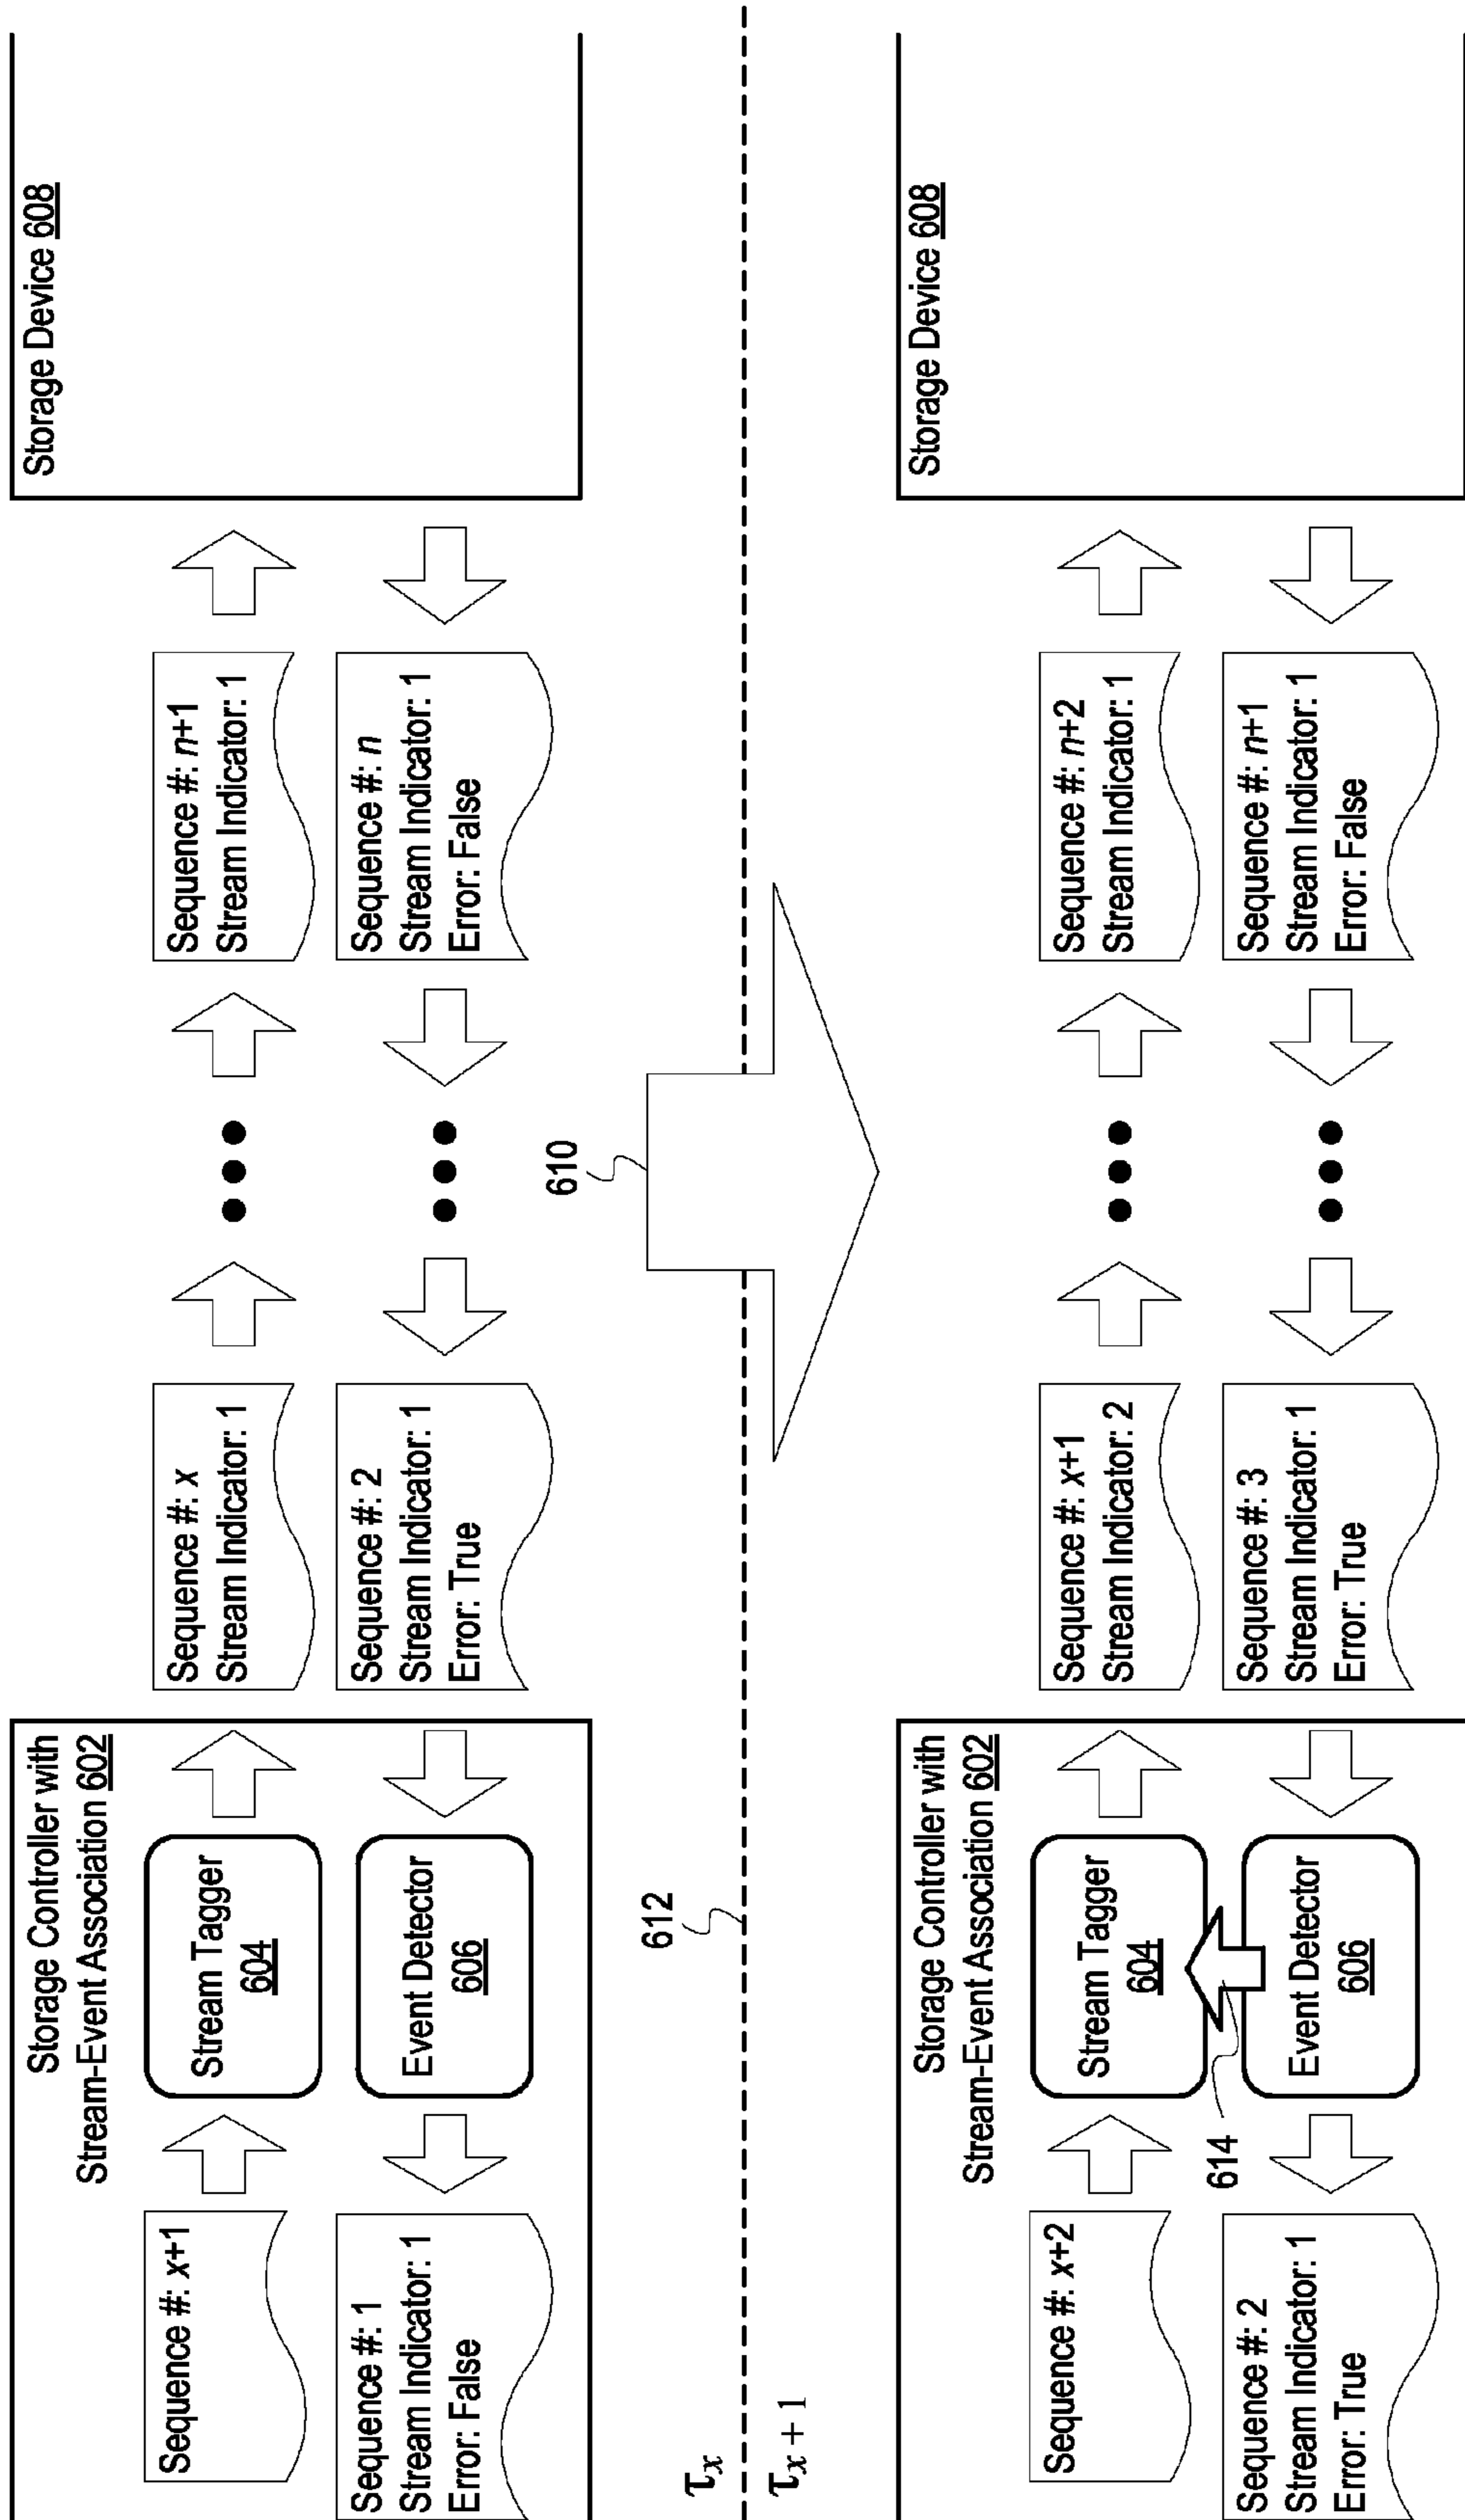 Storage Controller with
Stream-Event Association 602
Sequence #: x+1
Stream Tagger
604
Sequence #: x
Stream Indicator: 1
Sequence #: n+1
Stream Indicator: 1
Storage Device 608
Sequence #: 1
Stream Indicator: 1
Error: False
Event Detector
606
Sequence #: 2
Stream Indicator: 1
Error: True
Sequence #: n
Stream Indicator: 1
Error: False
610
612
τx
τx + 1
Storage Controller with
Stream-Event Association 602
Sequence #: x+2
Stream Tagger
604
Sequence #: x+1
Stream Indicator: 2
Sequence #: n+2
Stream Indicator: 1
Storage Device 608
614
Sequence #: 2
Stream Indicator: 1
Error: True
Event Detector
606
Sequence #: 3
Stream Indicator: 1
Error: True
Sequence #: n+1
Stream Indicator: 1
Error: False